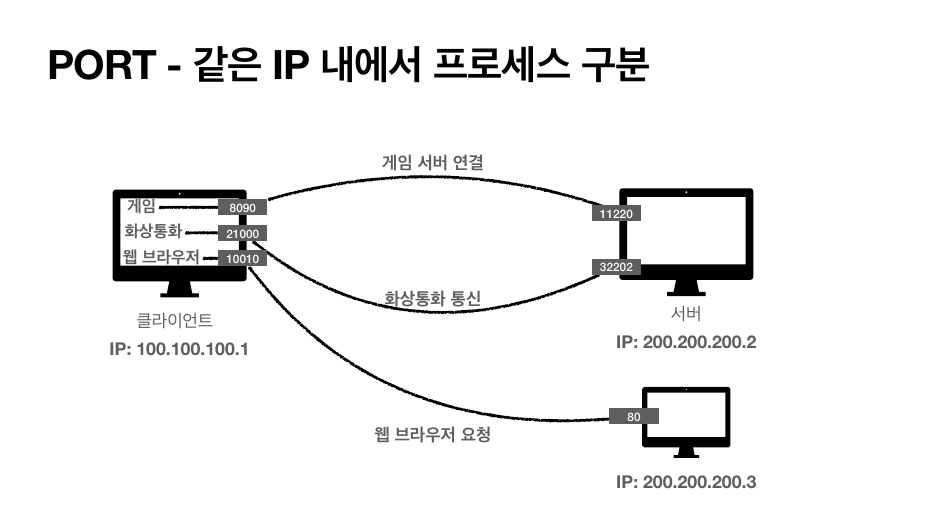 PORT - 같은 IP 내에서 프로세스 구분
게임 서버 연결
게임
8090
11220
화상통화
21000
웹 브라우저
10010
32202
화상통화 통신
클라이언트
IP: 100.100.100.1
서버
IP: 200.200.200.2
80
웹 브라우저 요청
IP: 200.200.200.3